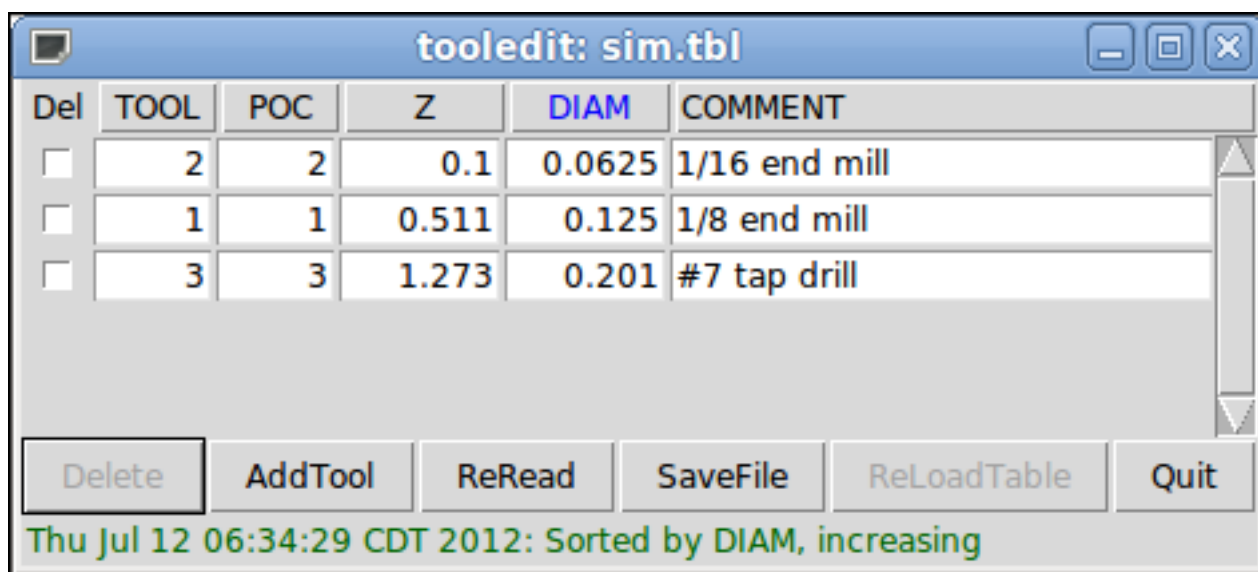 tooledit: sim.tbl
Del TOOL POC Z DIAM COMMENT
2 2 0.1 0.0625 1/16 end mill
1 1 0.511 0.125 1/8 end mill
3 3 1.273 0.201 #7 tap drill
Delete AddTool ReRead SaveFile ReLoadTable Quit
Thu Jul 12 06:34:29 CDT 2012: Sorted by DIAM, increasing